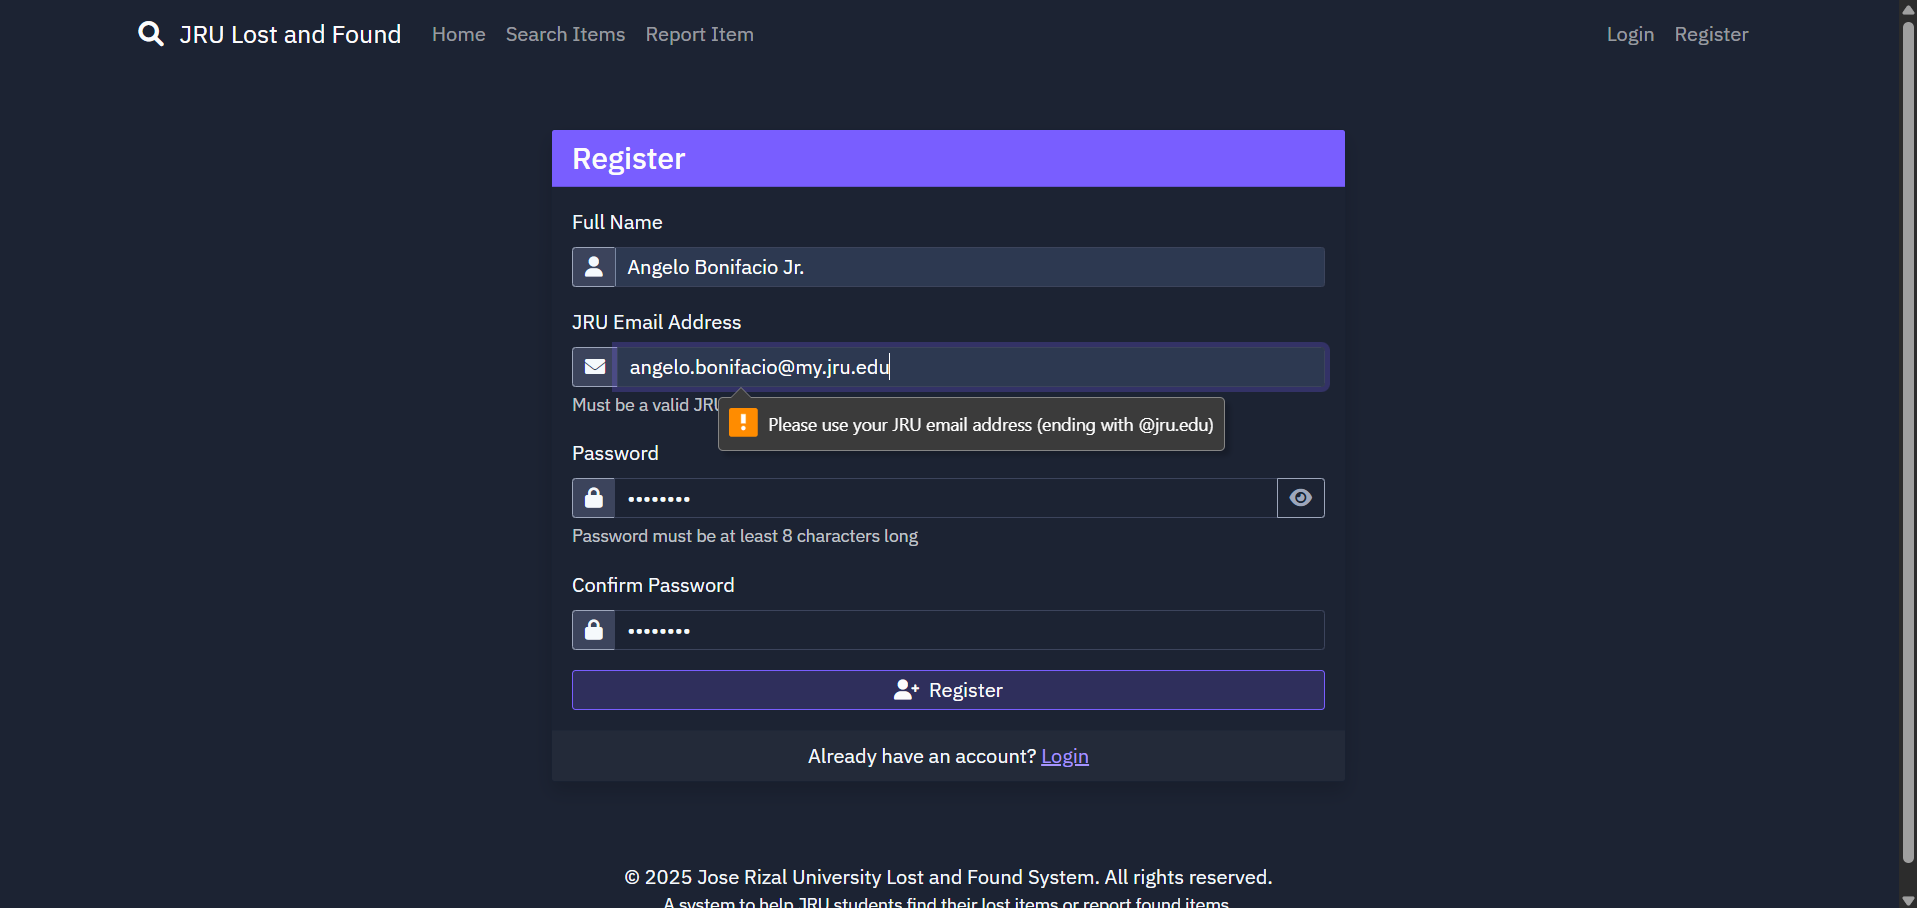 JRU Lost and Found Home Search Items Report Item Login Register
Register
Full Name
Angelo Bonifacio Jr.
JRU Email Address
angelo.bonifacio@my.jru.edu
Must be a valid JRU
Please use your JRU email address (ending with @jru.edu)
Password
••••••••
Password must be at least 8 characters long
Confirm Password
••••••••
Register
Already have an account? Login
© 2025 Jose Rizal University Lost and Found System. All rights reserved.
A system to help JRU students find their lost items or report found items.